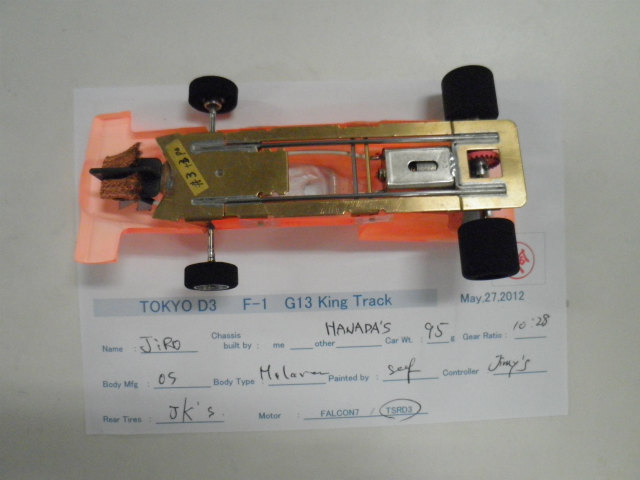 #3
TOKYO D3 F-1 G13 King Track May.27,2012
Name : JiRO Chassis built by : me other HANADA'S Car Wt. : 95 g Gear Ratio : 10:28
Body Mfg : OS Body Type Mclaren Painted by : self Controller Jimy's
Rear Tires : JK's. Motor : FALCON7 / TSRD3